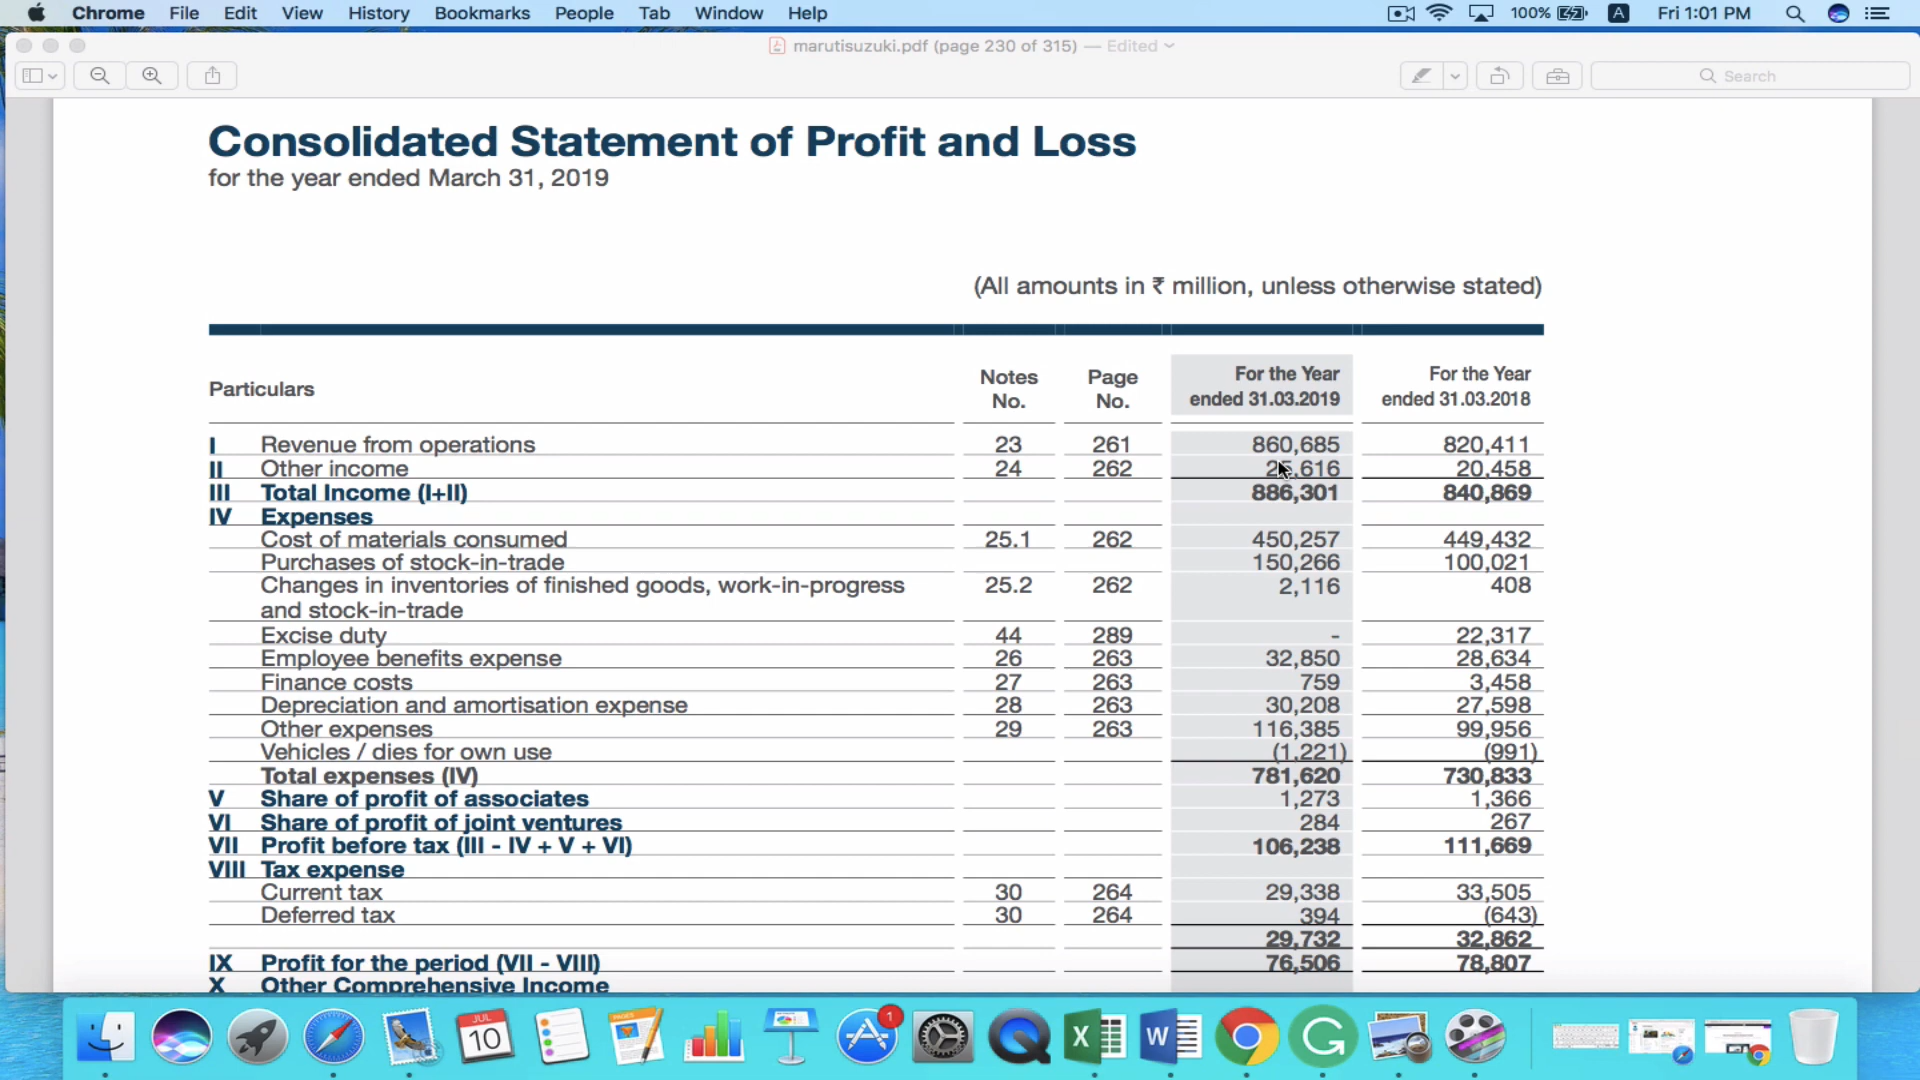 Chrome File Edit View History Bookmarks People Tab Window Help 100% A Fri 1:01 PM
marutisuzuki.pdf (page 230 of 315) — Edited
Search
Consolidated Statement of Profit and Loss
for the year ended March 31, 2019
(All amounts in ₹ million, unless otherwise stated)
Particulars Notes No. Page No. For the Year ended 31.03.2019 For the Year ended 31.03.2018
I Revenue from operations 23 261 860,685 820,411
II Other income 24 262 25,616 20,458
III Total Income (I+II) 886,301 840,869
IV Expenses
Cost of materials consumed 25.1 262 450,257 449,432
Purchases of stock-in-trade 150,266 100,021
Changes in inventories of finished goods, work-in-progress 25.2 262 2,116 408
and stock-in-trade
Excise duty 44 289 - 22,317
Employee benefits expense 26 263 32,850 28,634
Finance costs 27 263 759 3,458
Depreciation and amortisation expense 28 263 30,208 27,598
Other expenses 29 263 116,385 99,956
Vehicles / dies for own use (1,221) (991)
Total expenses (IV) 781,620 730,833
V Share of profit of associates 1,273 1,366
VI Share of profit of joint ventures 284 267
VII Profit before tax (III - IV + V + VI) 106,238 111,669
VIII Tax expense
Current tax 30 264 29,338 33,505
Deferred tax 30 264 394 (643)
29,732 32,862
IX Profit for the period (VII - VIII) 76,506 78,807
X Other Comprehensive Income
JUL
10
PAGES
1
X
W
G